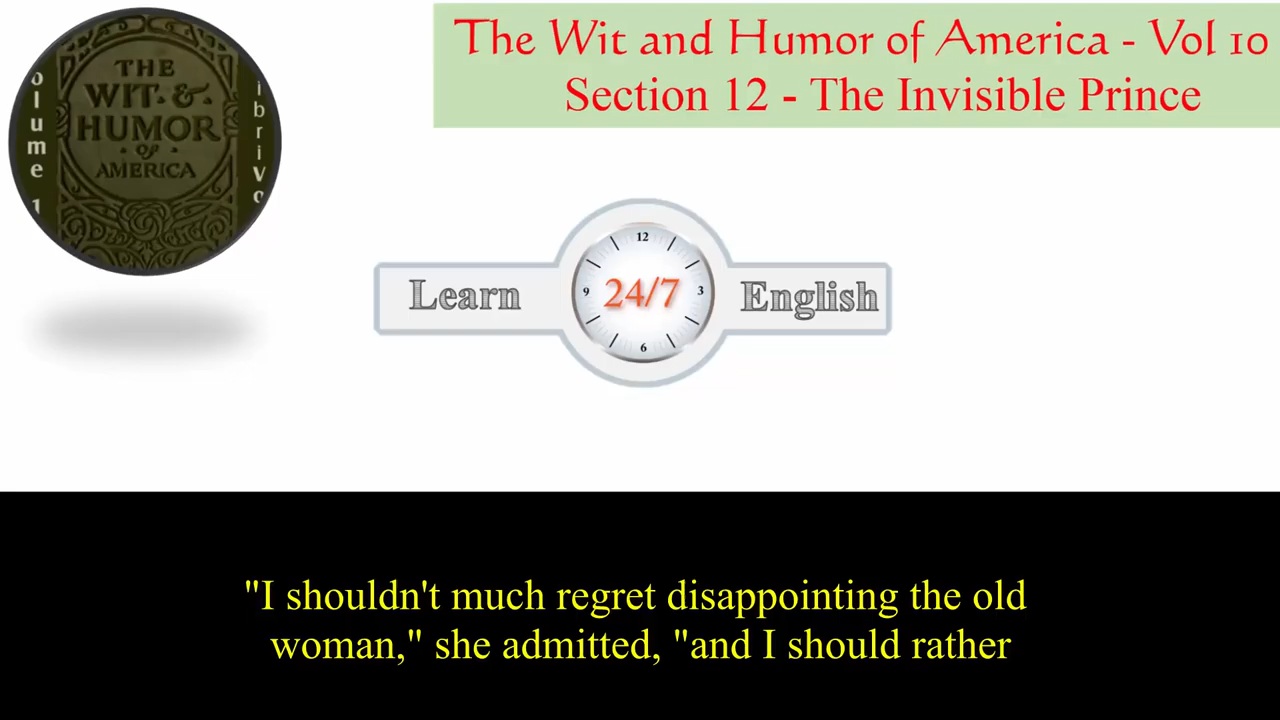 The Wit and Humor of America - Vol 10
Section 12 - The Invisible Prince
THE
WIT · & ·
HUMOR
· OF ·
AMERICA
olume 1
ibriVo
Learn
24/7
English
12
3
6
9
"I shouldn't much regret disappointing the old
woman," she admitted, "and I should rather